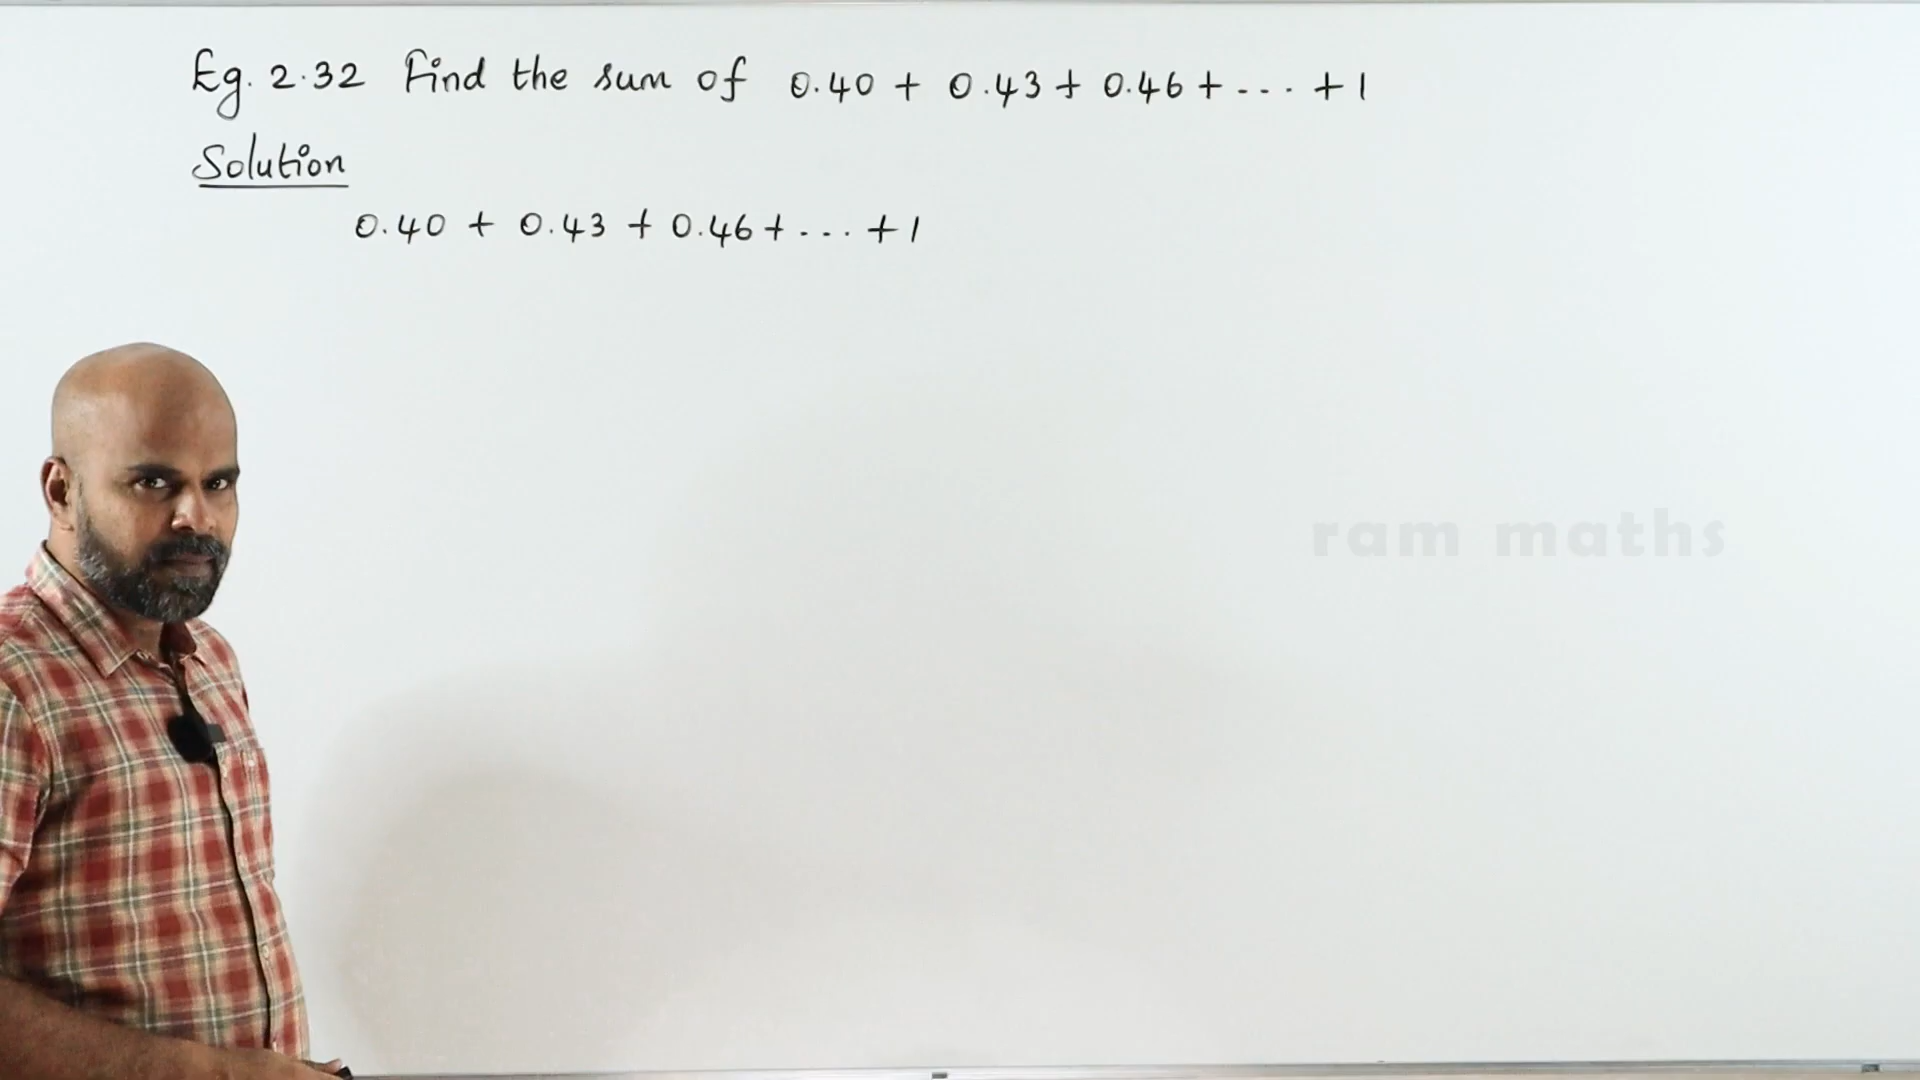 Eg. 2.32 Find the sum of 0.40 + 0.43 + 0.46 + ... + 1
Solution
0.40 + 0.43 + 0.46 + ... + 1
ram maths